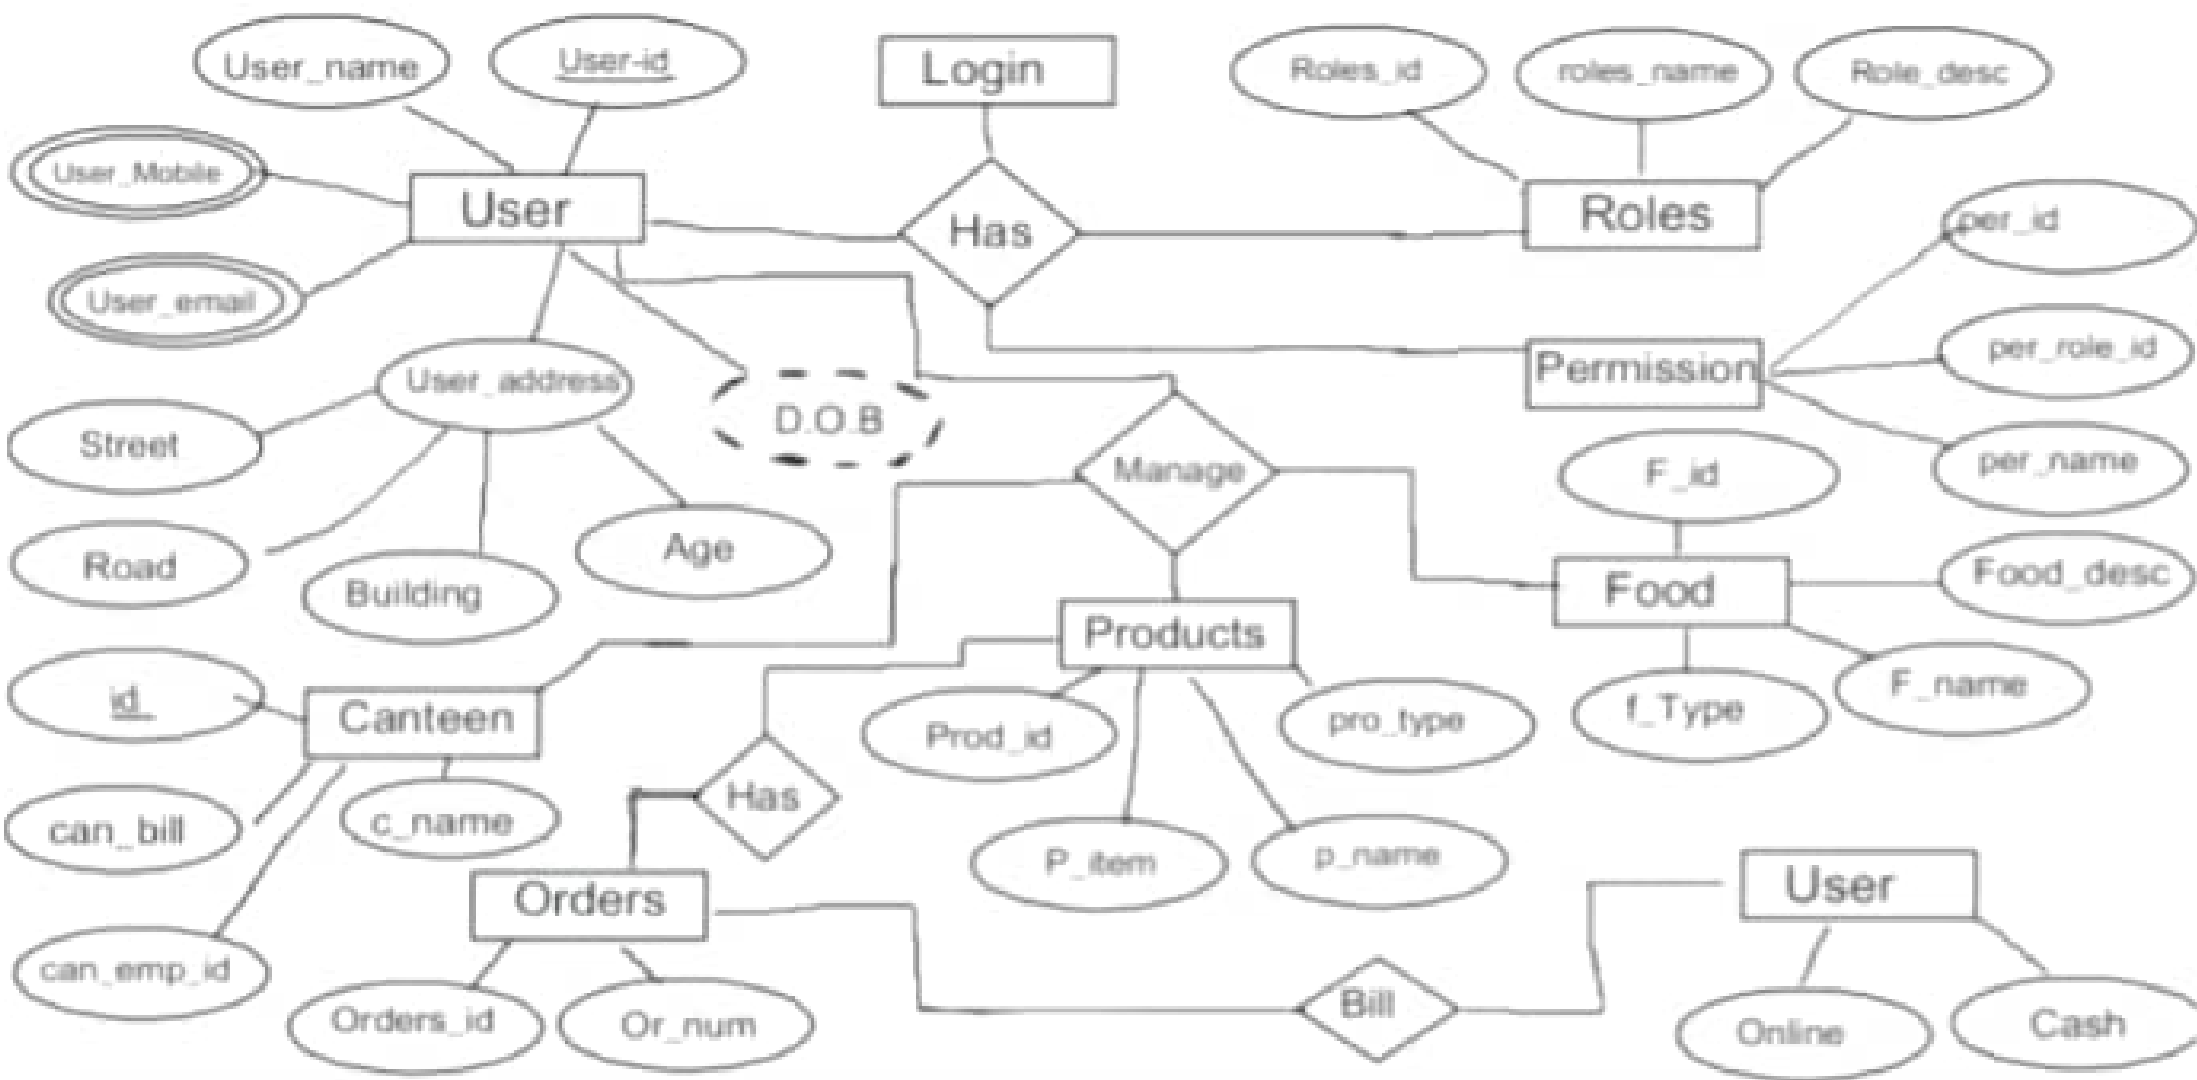 User_name
User-id
Login
Roles_id
roles_name
Role_desc
User_Mobile
User
Has
Roles
per_id
User_email
per_role_id
Permission
User_address
D.O.B
Street
Manage
per_name
F_id
Road
Building
Age
Food
Food_desc
Products
id
Canteen
Prod_id
pro_type
f_Type
F_name
can_bill
c_name
Has
P_item
p_name
Orders
User
can_emp_id
Orders_id
Or_num
Bill
Online
Cash